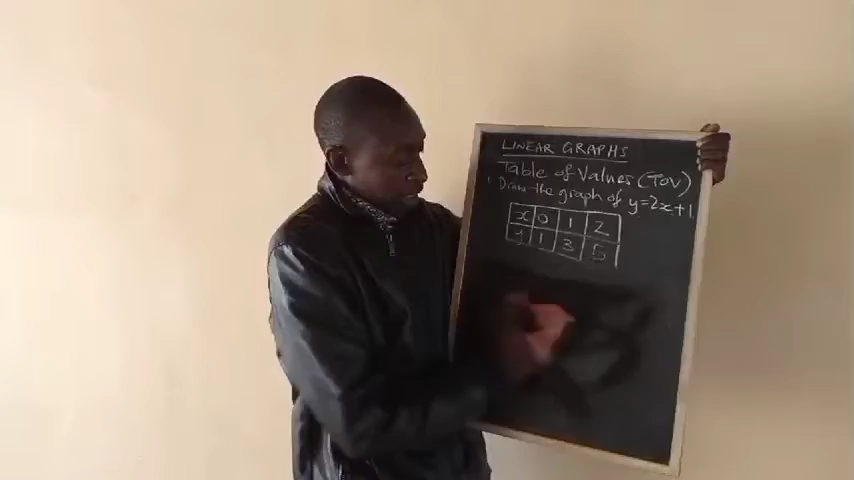 LINEAR GRAPHS
Table of Values (TOV)
1 Draw the graph of y=2x+1
x 0 1 2
y 1 3 5